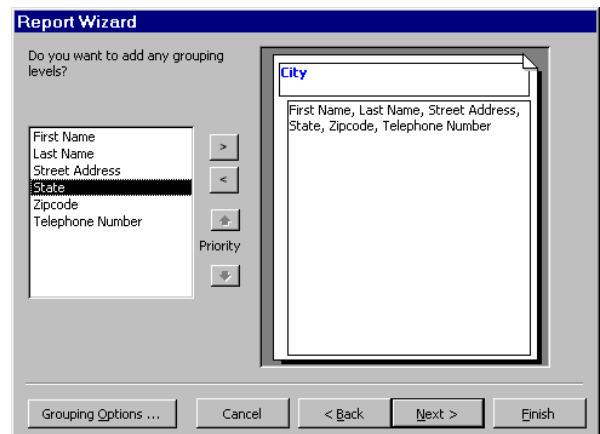 Report Wizard
Do you want to add any grouping
levels?
First Name
Last Name
Street Address
State
Zipcode
Telephone Number
>
<
Priority
City
First Name, Last Name, Street Address,
State, Zipcode, Telephone Number
Grouping Options ...
Cancel
< Back
Next >
Finish